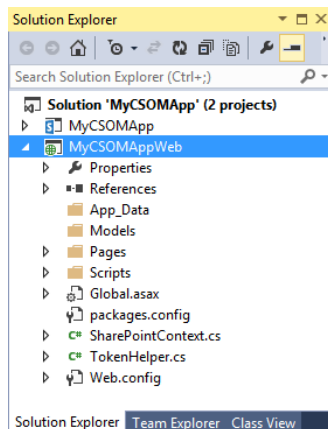 Solution Explorer
Search Solution Explorer (Ctrl+;)
Solution 'MyCSOMApp' (2 projects)
MyCSOMApp
MyCSOMAppWeb
Properties
References
App_Data
Models
Pages
Scripts
Global.asax
packages.config
C# SharePointContext.cs
C# TokenHelper.cs
Web.config
Solution Explorer Team Explorer Class View